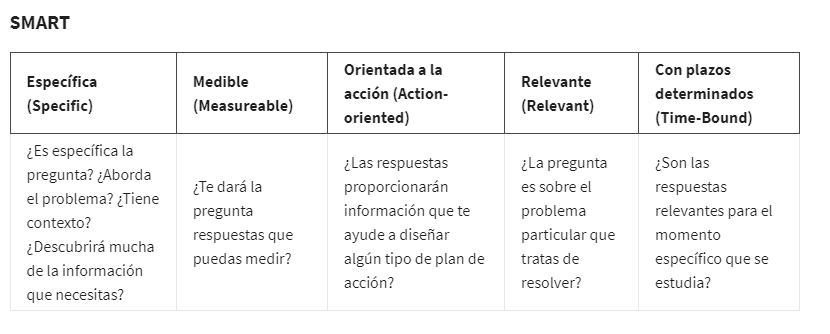 SMART
Específica
(Specific)
Medible
(Measureable)
Orientada a la
acción (Action-
oriented)
Relevante
(Relevant)
Con plazos
determinados
(Time-Bound)
¿Es específica la
pregunta? ¿Aborda
el problema? ¿Tiene
contexto?
¿Descubrirá mucha
de la información
que necesitas?
¿Te dará la
pregunta
respuestas que
puedas medir?
¿Las respuestas
proporcionarán
información que te
ayude a diseñar
algún tipo de plan de
acción?
¿La pregunta
es sobre el
problema
particular que
tratas de
resolver?
¿Son las
respuestas
relevantes para el
momento
específico que se
estudia?